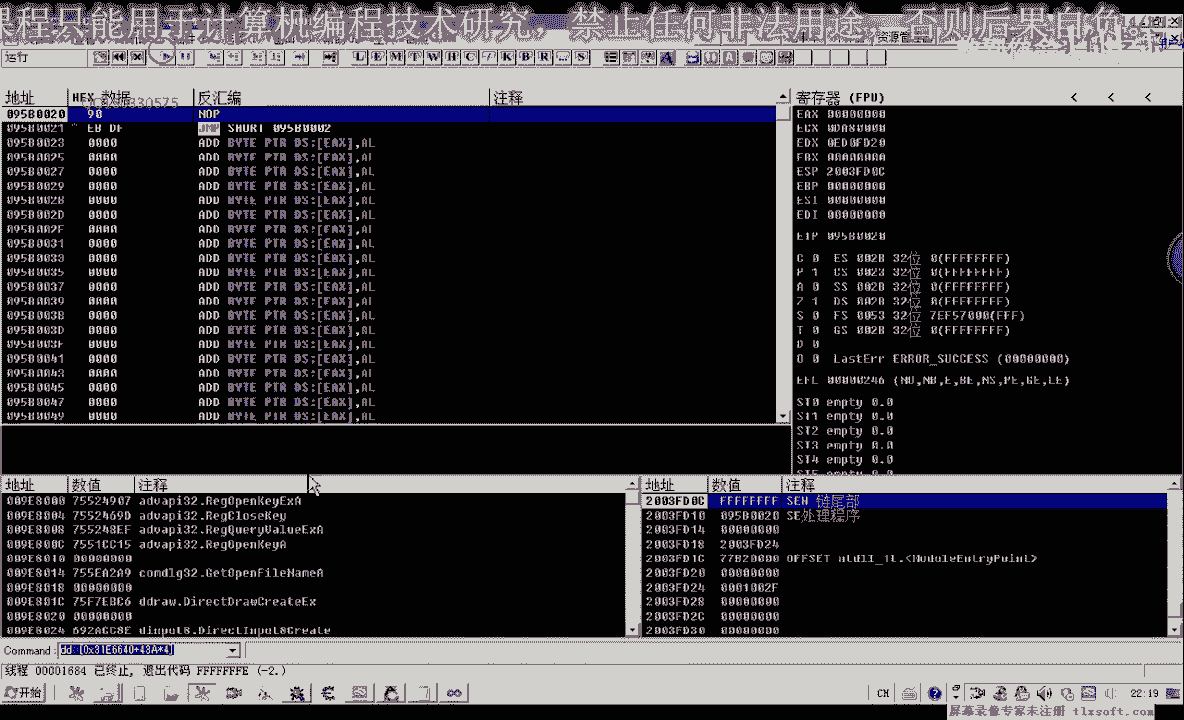 课程只能用于计算机编程技术研究,禁止任何非法用途,否则后果自负
运行
L E M T W H C / K B R ... S
地址 HEX 数据 反汇编 注释
095B0020 90 NOP
095B0021 EB DF JMP SHORT 095B0002
095B0023 0000 ADD BYTE PTR DS:[EAX],AL
095B0025 0000 ADD BYTE PTR DS:[EAX],AL
095B0027 0000 ADD BYTE PTR DS:[EAX],AL
095B0029 0000 ADD BYTE PTR DS:[EAX],AL
095B002B 0000 ADD BYTE PTR DS:[EAX],AL
095B002D 0000 ADD BYTE PTR DS:[EAX],AL
095B002F 0000 ADD BYTE PTR DS:[EAX],AL
095B0031 0000 ADD BYTE PTR DS:[EAX],AL
095B0033 0000 ADD BYTE PTR DS:[EAX],AL
095B0035 0000 ADD BYTE PTR DS:[EAX],AL
095B0037 0000 ADD BYTE PTR DS:[EAX],AL
095B0039 0000 ADD BYTE PTR DS:[EAX],AL
095B003B 0000 ADD BYTE PTR DS:[EAX],AL
095B003D 0000 ADD BYTE PTR DS:[EAX],AL
095B003F 0000 ADD BYTE PTR DS:[EAX],AL
095B0041 0000 ADD BYTE PTR DS:[EAX],AL
095B0043 0000 ADD BYTE PTR DS:[EAX],AL
095B0045 0000 ADD BYTE PTR DS:[EAX],AL
095B0047 0000 ADD BYTE PTR DS:[EAX],AL
095B0049 0000 ADD BYTE PTR DS:[EAX],AL
寄存器 (FPU) < < <
EAX 00000000
ECX 0DA80000
EDX 0ED0FD20
EBX 00000000
ESP 2003FD0C
EBP 00000000
ESI 00000000
EDI 00000000
EIP 095B0020
C 0 ES 002B 32位 0(FFFFFFFF)
P 1 CS 0023 32位 0(FFFFFFFF)
A 0 SS 002B 32位 0(FFFFFFFF)
Z 1 DS 002B 32位 0(FFFFFFFF)
S 0 FS 0053 32位 7EF57000(FFF)
T 0 GS 002B 32位 0(FFFFFFFF)
D 0
O 0 LastErr ERROR_SUCCESS (00000000)
EFL 00000246 (NO,NB,E,BE,NS,PE,GE,LE)
ST0 empty 0.0
ST1 empty 0.0
ST2 empty 0.0
ST3 empty 0.0
ST4 empty 0.0
地址 数值 注释
009E8000 75524907 advapi32.RegOpenKeyExA
009E8004 7552469D advapi32.RegCloseKey
009E8008 755248EF advapi32.RegQueryValueExA
009E800C 7551CC15 advapi32.RegOpenKeyA
009E8010 00000000
009E8014 755EA2A9 comdlg32.GetOpenFileNameA
009E8018 00000000
009E801C 75F7EBC6 ddraw.DirectDrawCreateEx
009E8020 00000000
009E8024 692ACC8E dinput8.DirectInput8Create
地址 数值 注释
2003FD0C FFFFFFFF SEH 链尾部
2003FD10 095B0020 SE处理程序
2003FD14 00000000
2003FD18 2003FD24
2003FD1C 77B20000 OFFSET ntdll_1t.<ModuleEntryPoint>
2003FD20 00000000
2003FD24 0001002F
2003FD28 00000000
2003FD2C 00000000
2003FD30 00000000
Command: dd [0x31E6640+43A*4]
线程 00001684 已终止, 退出代码 FFFFFFFE (-2.)
开始 CH 22:19
屏幕录像专家未注册 tlxsoft.com